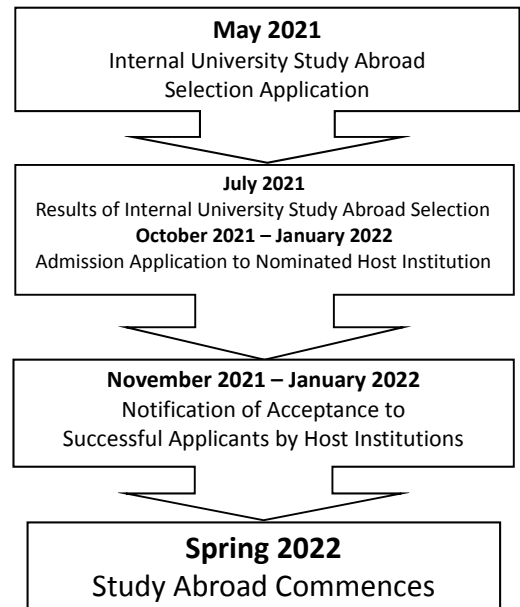 May 2021
Internal University Study Abroad
Selection Application
July 2021
Results of Internal University Study Abroad Selection
October 2021 – January 2022
Admission Application to Nominated Host Institution
November 2021 – January 2022
Notification of Acceptance to
Successful Applicants by Host Institutions
Spring 2022
Study Abroad Commences